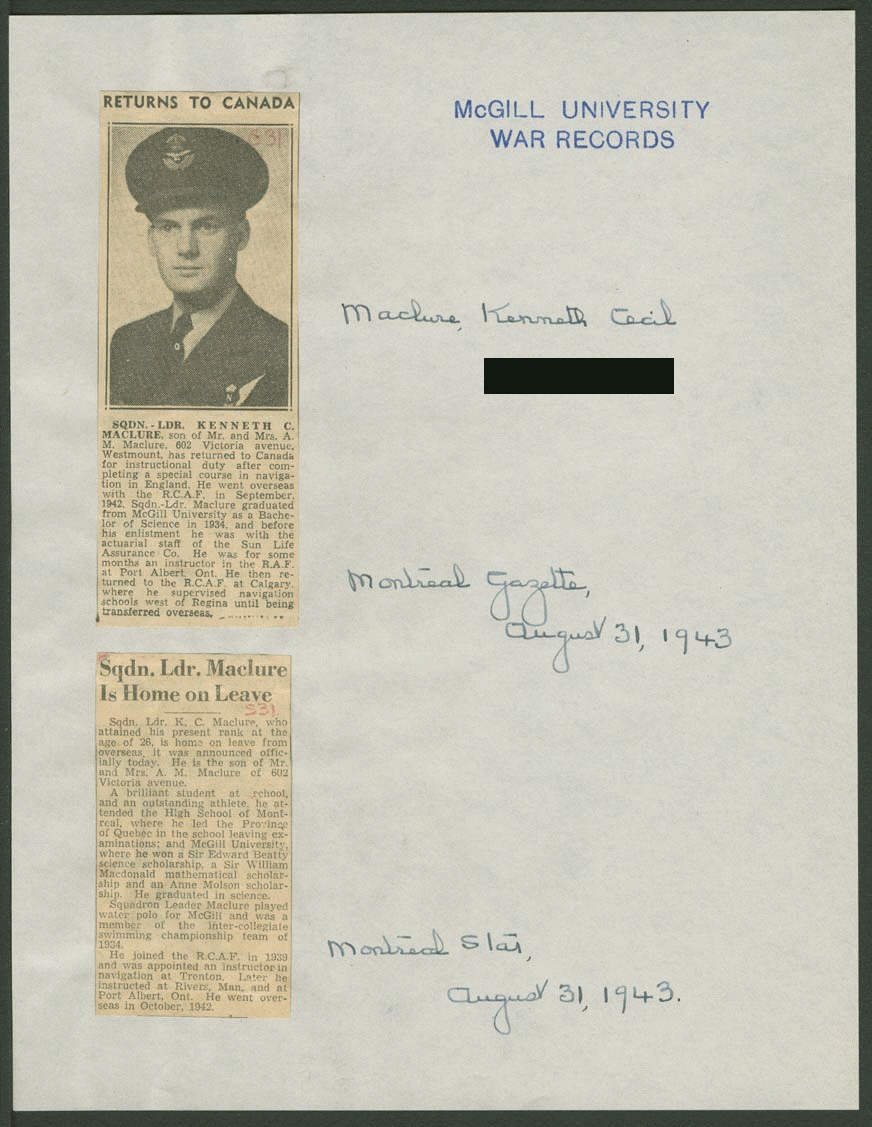 RETURNS TO CANADA
S31
McGILL UNIVERSITY
WAR RECORDS
Maclure, Kenneth Cecil
SQDN.-LDR. KENNETH C.
MACLURE, son of Mr. and Mrs. A.
M. Maclure, 602 Victoria avenue,
Westmount, has returned to Canada
for instructional duty after com-
pleting a special course in naviga-
tion in England. He went overseas
with the R.C.A.F. in September,
1942. Sqdn.-Ldr. Maclure graduated
from McGill University as a Bache-
lor of Science in 1934, and before
his enlistment he was with the
actuarial staff of the Sun Life
Assurance Co. He was for some
months an instructor in the R.A.F.
at Port Albert, Ont. He then re-
turned to the R.C.A.F. at Calgary,
where he supervised navigation
schools west of Regina until being
transferred overseas.
Montreal Gazette,
August 31, 1943
Sqdn. Ldr. Maclure
Is Home on Leave
S31
Sqdn. Ldr. K. C. Maclure, who
attained his present rank at the
age of 26, is home on leave from
overseas, it was announced offic-
ially today. He is the son of Mr.
and Mrs. A. M. Maclure of 602
Victoria avenue.
A brilliant student at school,
and an outstanding athlete, he at-
tended the High School of Mont-
real, where he led the Province
of Quebec in the school leaving ex-
aminations; and McGill University,
where he won a Sir Edward Beatty
science scholarship, a Sir William
Macdonald mathematical scholar-
ship and an Anne Molson scholar-
ship. He graduated in science.
Squadron Leader Maclure played
water polo for McGill and was a
member of the inter-collegiate
swimming championship team of
1934.
He joined the R.C.A.F. in 1939
and was appointed an instructor in
navigation at Trenton. Later he
instructed at Rivers, Man., and at
Port Albert, Ont. He went over-
seas in October, 1942.
Montreal Star,
August 31, 1943.